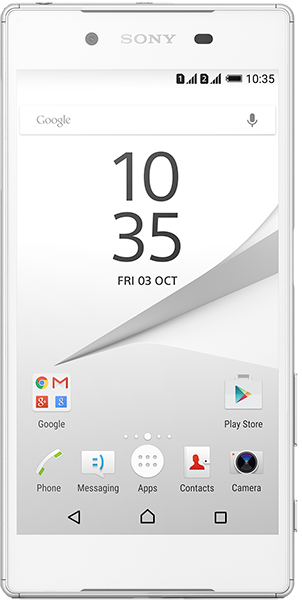 SONY
1 2 10:35
Google
10
35
FRI 03 OCT
Google
Play Store
Phone
Messaging
Apps
Contacts
Camera